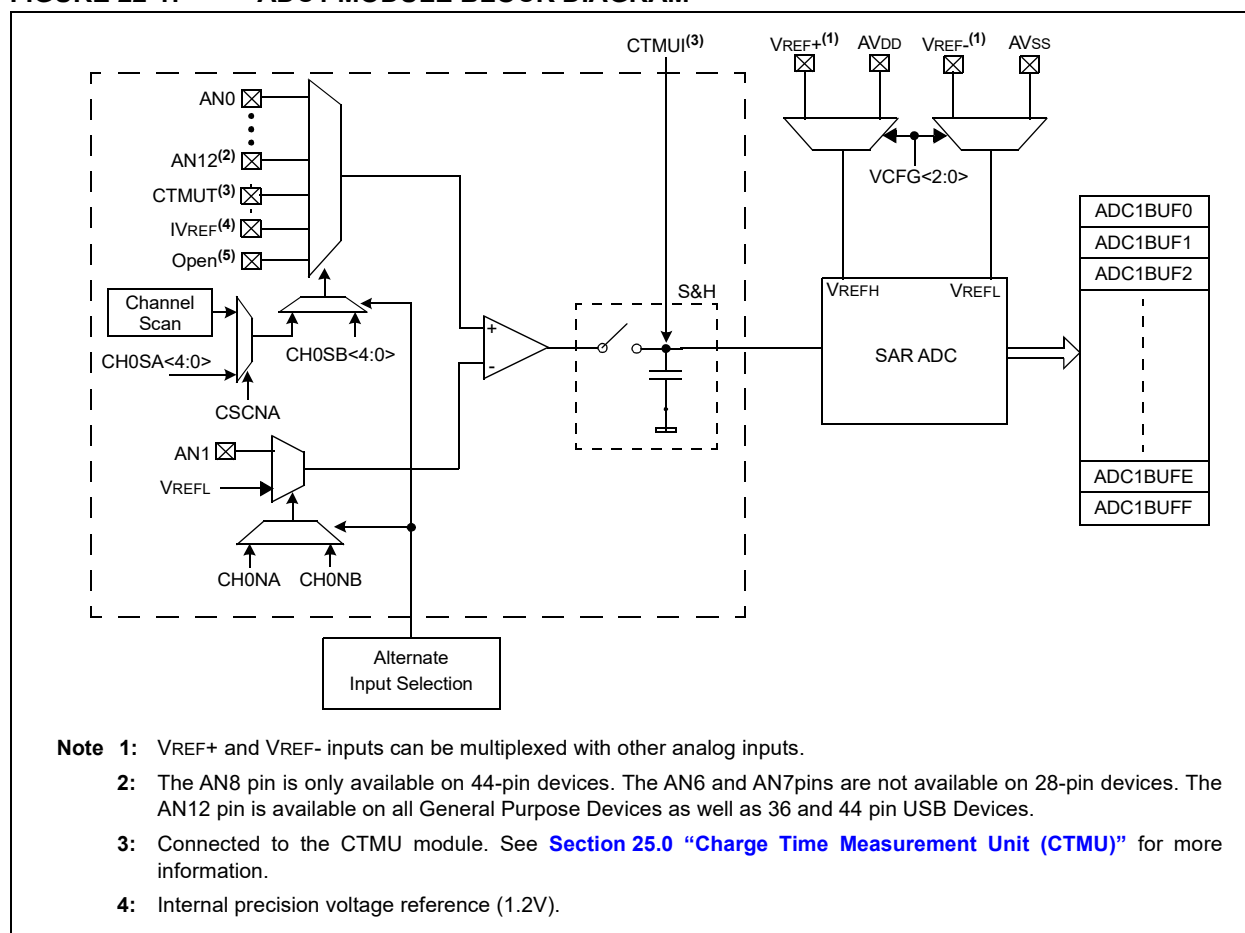 CTMUI(3)
VREF+(1) AVDD VREF-(1) AVSS
AN0
AN12(2)
CTMUT(3)
IVREF(4)
Open(5)
VCFG<2:0>
ADC1BUF0
ADC1BUF1
ADC1BUF2
ADC1BUFE
ADC1BUFF
Channel
Scan
CH0SA<4:0>
CH0SB<4:0>
CSCNA
+
-
S&H
VREFH VREFL
SAR ADC
AN1
VREFL
CH0NA CH0NB
Alternate
Input Selection
Note 1: VREF+ and VREF- inputs can be multiplexed with other analog inputs.
2: The AN8 pin is only available on 44-pin devices. The AN6 and AN7pins are not available on 28-pin devices. The
AN12 pin is available on all General Purpose Devices as well as 36 and 44 pin USB Devices.
3: Connected to the CTMU module. See Section 25.0 “Charge Time Measurement Unit (CTMU)” for more
information.
4: Internal precision voltage reference (1.2V).